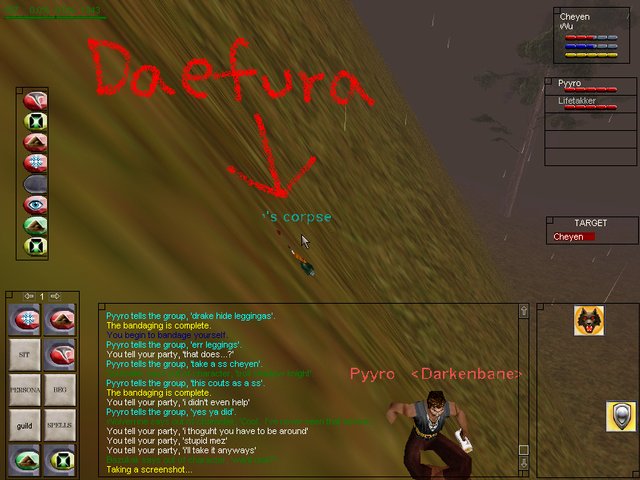 Cheyen
Wu
Daefura
Pyyro
Lifetakker
's corpse
TARGET
Cheyen
1
SIT
PERSONA
BEG
guild
SPELLS
Pyyro tells the group, 'drake hide leggingas'.
The bandaging is complete.
You begin to bandage yourself.
Pyyro tells the group, 'err leggings'.
You tell your party, 'that does...?'
Pyyro tells the group, 'take a ss cheyen'.
Pyyro tells the group, 'this couts as a ss'.
The bandaging is complete.
You tell your party, 'i didn't even help'
Pyyro tells the group, 'yes ya did'.
You tell your party, 'i thoguht you have to be around'
You tell your party, 'stupid mez'
You tell your party, 'I'll take it anyways'
Taking a screenshot...
Pyyro <Darkenbane>